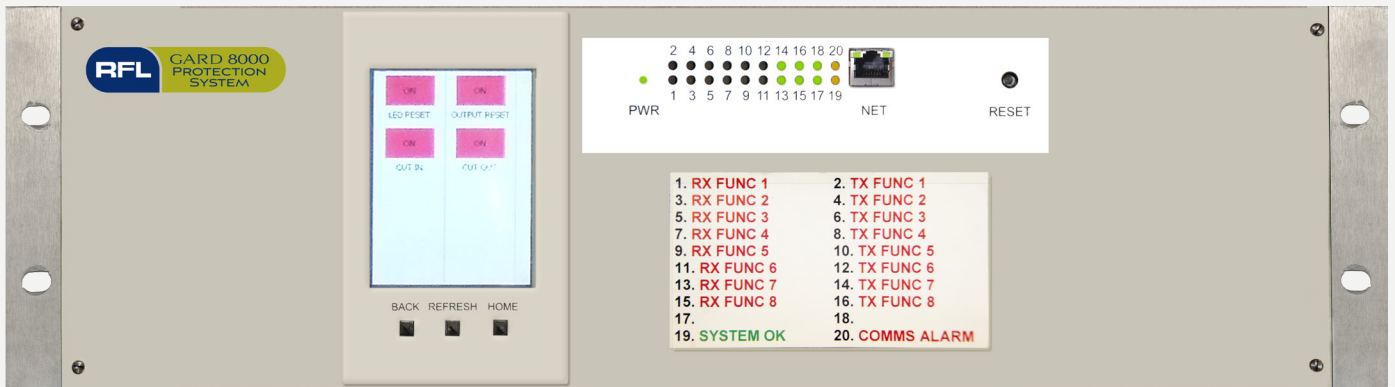 RFL
GARD 8000
PROTECTION
SYSTEM
ON ON
LED RESET OUTPUT RESET
ON ON
CUT IN CUT OUT
BACK REFRESH HOME
2 4 6 8 10 12 14 16 18 20
1 3 5 7 9 11 13 15 17 19
PWR
NET
RESET
1. RX FUNC 1 2. TX FUNC 1
3. RX FUNC 2 4. TX FUNC 2
5. RX FUNC 3 6. TX FUNC 3
7. RX FUNC 4 8. TX FUNC 4
9. RX FUNC 5 10. TX FUNC 5
11. RX FUNC 6 12. TX FUNC 6
13. RX FUNC 7 14. TX FUNC 7
15. RX FUNC 8 16. TX FUNC 8
17. 18.
19. SYSTEM OK 20. COMMS ALARM